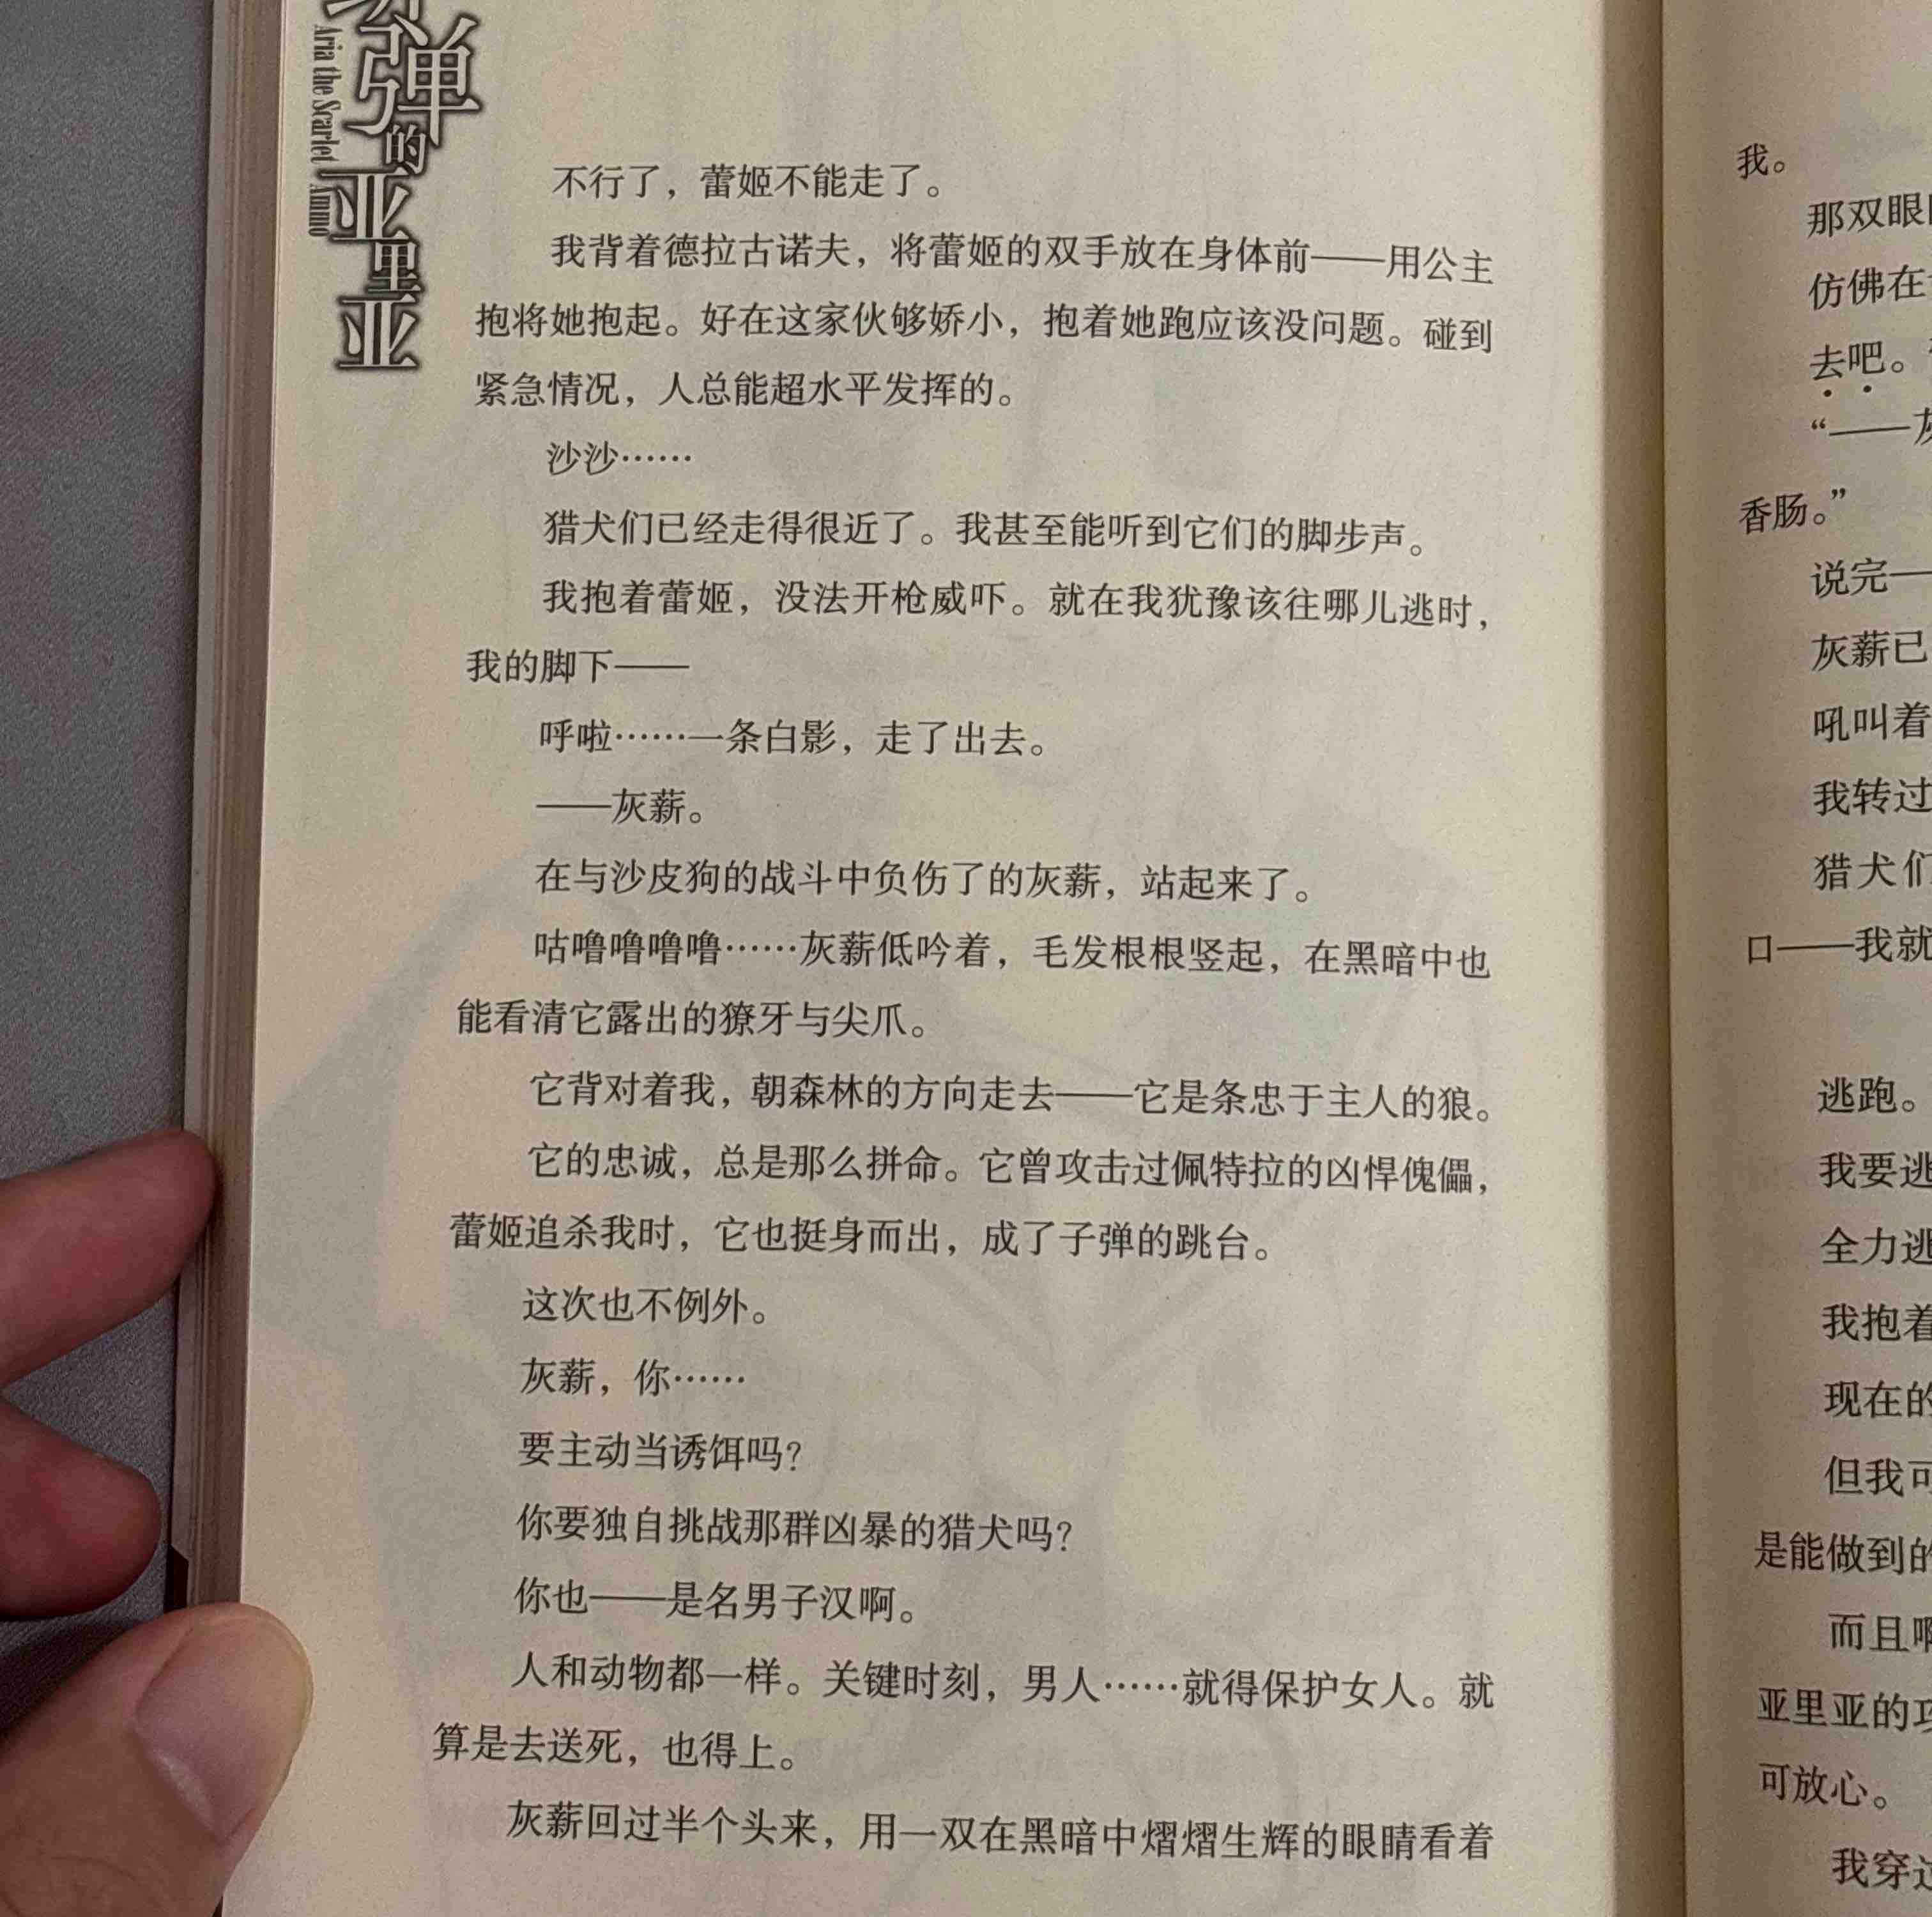 弹的亚里亚
Aria the Scarlet Ammo
不行了，蕾姬不能走了。
我背着德拉古诺夫，将蕾姬的双手放在身体前——用公主
抱将她抱起。好在这家伙够娇小，抱着她跑应该没问题。碰到
紧急情况，人总能超水平发挥的。
沙沙……
猎犬们已经走得很近了。我甚至能听到它们的脚步声。
我抱着蕾姬，没法开枪威吓。就在我犹豫该往哪儿逃时，
我的脚下——
呼啦……一条白影，走了出去。
——灰薪。
在与沙皮狗的战斗中负伤了的灰薪，站起来了。
咕噜噜噜噜……灰薪低吟着，毛发根根竖起，在黑暗中也
能看清它露出的獠牙与尖爪。
它背对着我，朝森林的方向走去——它是条忠于主人的狼。
它的忠诚，总是那么拼命。它曾攻击过佩特拉的凶悍傀儡，
蕾姬追杀我时，它也挺身而出，成了子弹的跳台。
这次也不例外。
灰薪，你……
要主动当诱饵吗？
你要独自挑战那群凶暴的猎犬吗？
你也——是名男子汉啊。
人和动物都一样。关键时刻，男人……就得保护女人。就
算是去送死，也得上。
灰薪回过半个头来，用一双在黑暗中熠熠生辉的眼睛看着
我。
那双眼
仿佛在
去吧。
“——灰
香肠。”
说完—
灰薪已
吼叫着
我转过
猎犬们
口——我就
逃跑。
我要逃
全力逃
我抱着
现在的
但我可
是能做到的
而且啊
亚里亚的
可放心。
我穿过